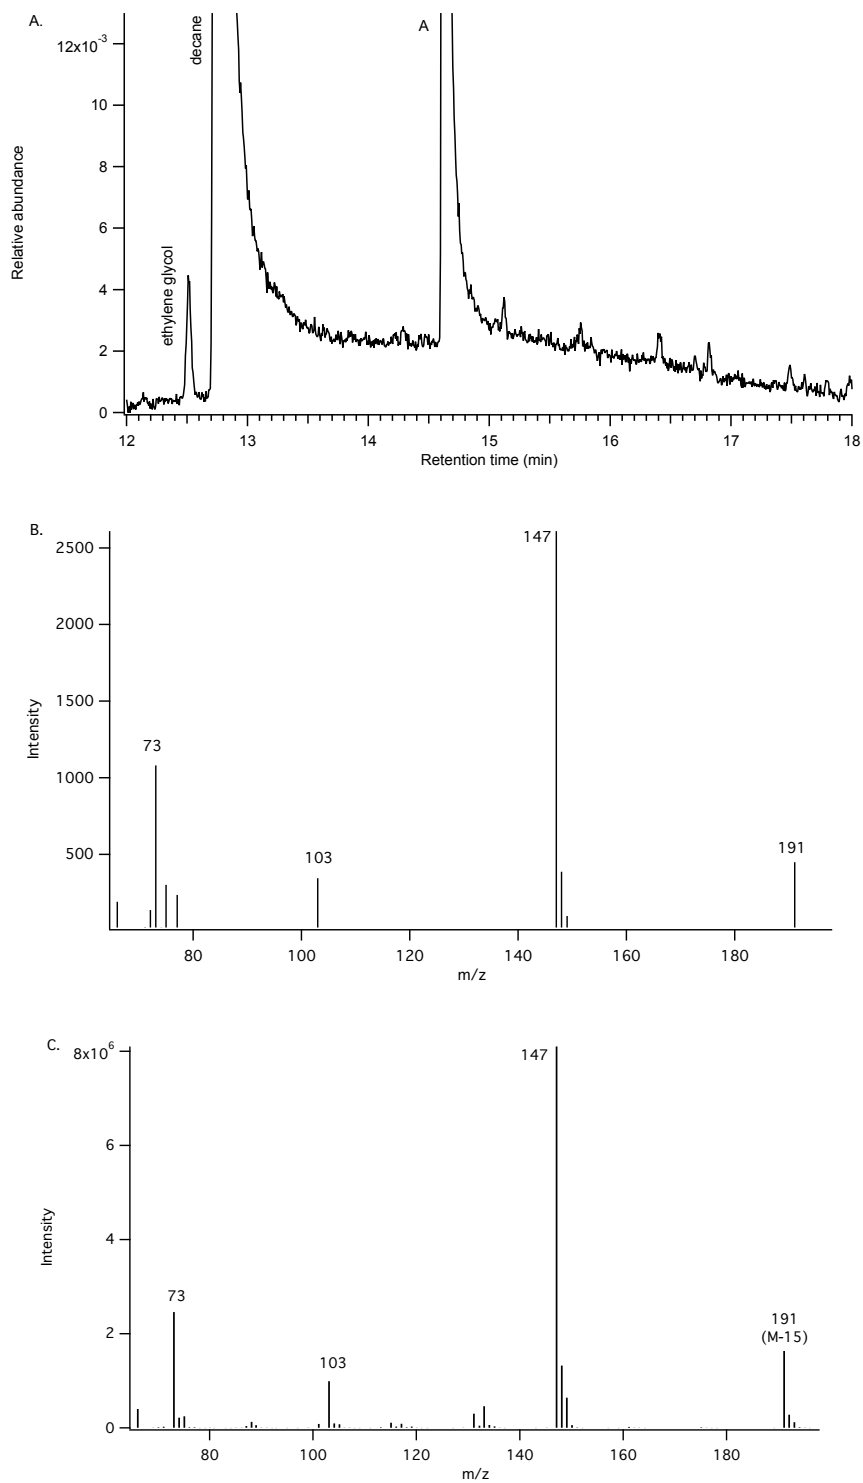 A.
12x10-3
10
8
6
4
2
0
Relative abundance
ethylene glycol
decane
A
12 13 14 15 16 17 18
Retention time (min)
B.
2500
2000
1500
1000
500
Intensity
73
103
147
191
80 100 120 140 160 180
m/z
C.
8x10^6
6
4
2
0
Intensity
73
103
147
191
(M-15)
80 100 120 140 160 180
m/z